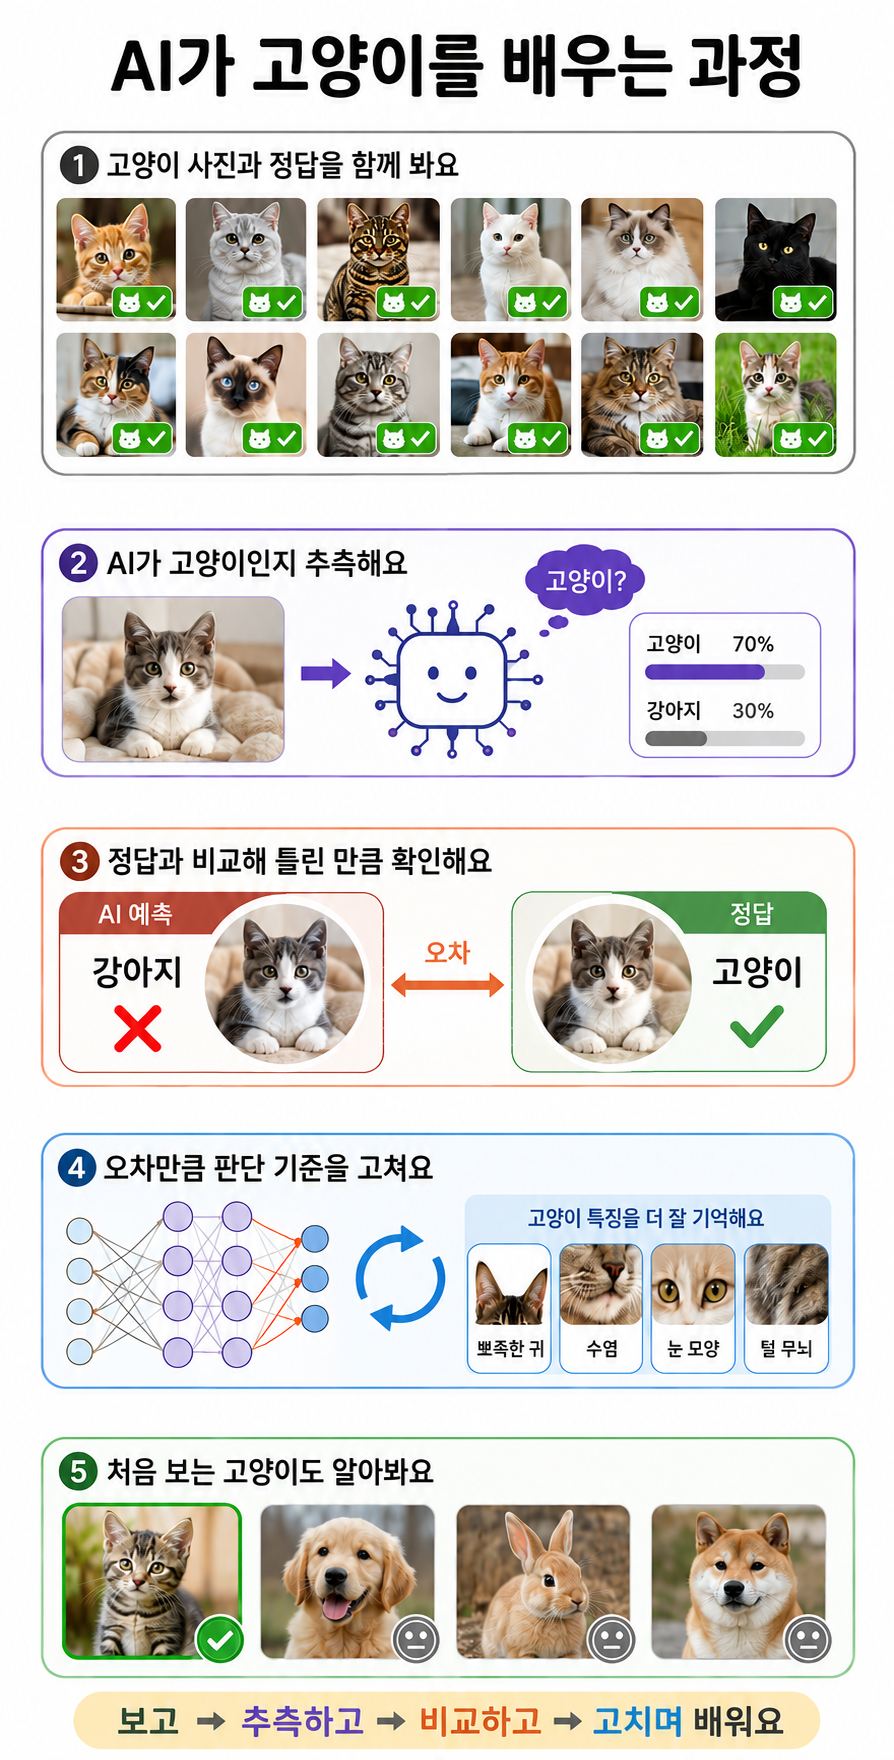 AI가 고양이를 배우는 과정
1 고양이 사진과 정답을 함께 봐요
2 AI가 고양이인지 추측해요
고양이?
고양이 70%
강아지 30%
3 정답과 비교해 틀린 만큼 확인해요
AI 예측
강아지
오차
정답
고양이
4 오차만큼 판단 기준을 고쳐요
고양이 특징을 더 잘 기억해요
뾰족한 귀
수염
눈 모양
털 무늬
5 처음 보는 고양이도 알아봐요
보고 → 추측하고 → 비교하고 → 고치며 배워요